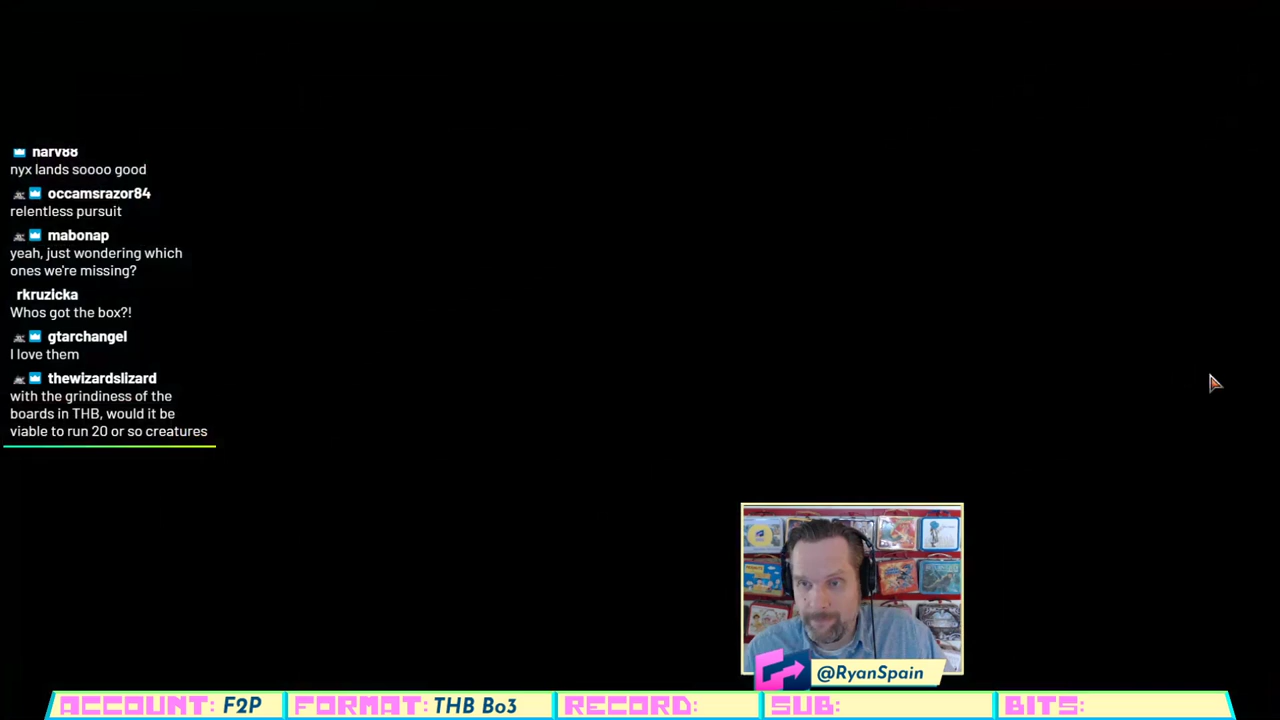 narv88
nyx lands soooo good
occamsrazor84
relentless pursuit
mabonap
yeah, just wondering which
ones we're missing?
rkruzicka
Whos got the box?!
gtarchangel
I love them
thewizardslizard
with the grindiness of the
boards in THB, would it be
viable to run 20 or so creatures
@RyanSpain
ACCOUNT: F2P
FORMAT: THB Bo3
RECORD:
SUB:
BITS: